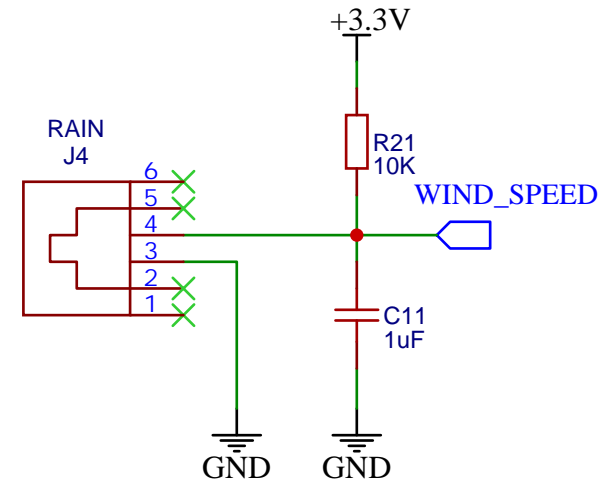 +3.3V
RAIN
J4
R21
10K
6
5
4
3
2
1
WIND_SPEED
C11
1uF
GND
GND